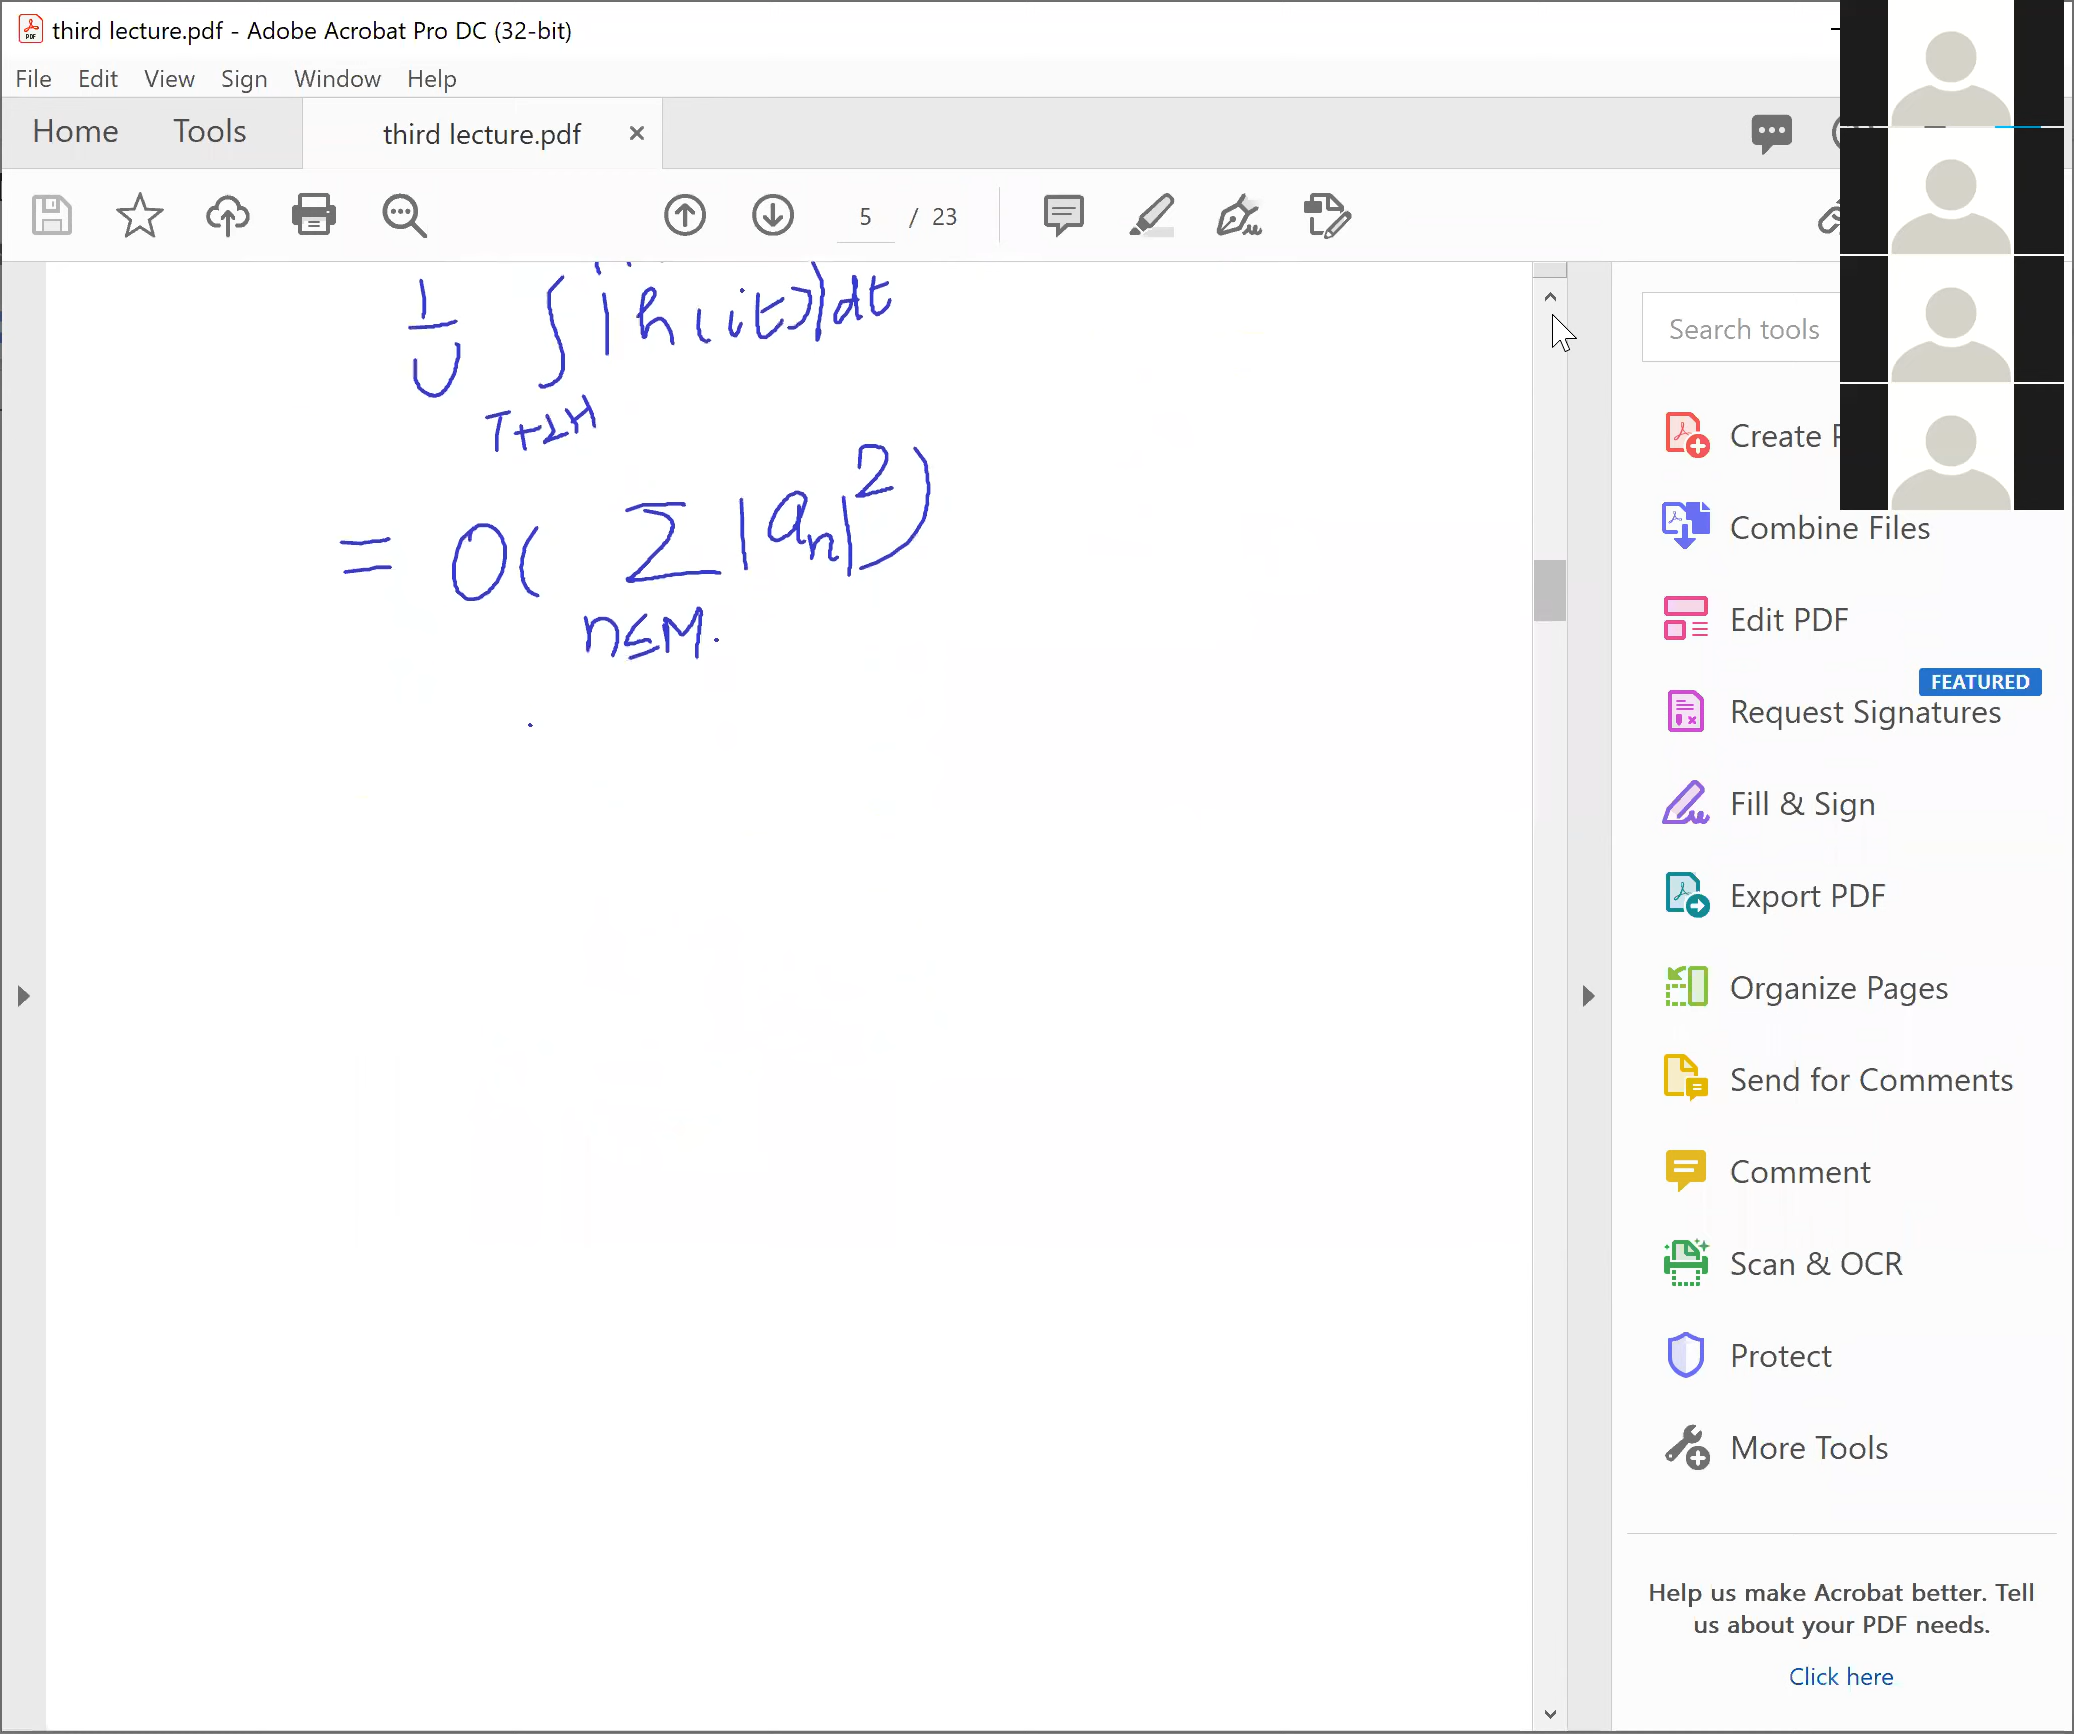 third lecture.pdf - Adobe Acrobat Pro DC (32-bit)
File Edit View Sign Window Help
Home Tools third lecture.pdf ×
5 / 23
1/U ∫ |h(it)|dt
T+2H
= O( Σ |aₙ|²)
n≤M.
Search tools
Create
Combine Files
Edit PDF
FEATURED
Request Signatures
Fill & Sign
Export PDF
Organize Pages
Send for Comments
Comment
Scan & OCR
Protect
More Tools
Help us make Acrobat better. Tell
us about your PDF needs.
Click here